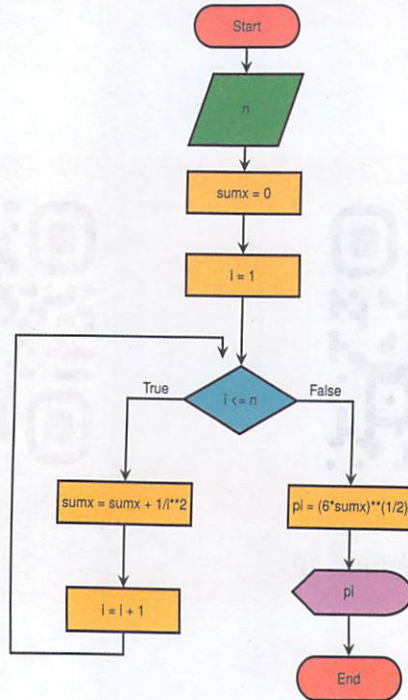 Start
n
sumx = 0
i = 1
i <= n
True
False
sumx = sumx + 1/i**2
i = i + 1
pi = (6*sumx)**(1/2)
pi
End